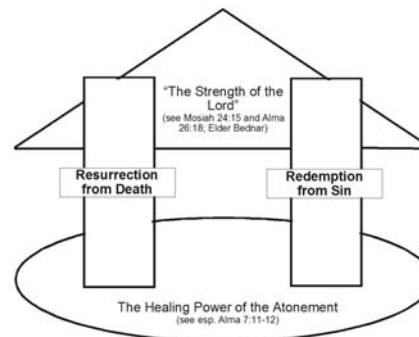 "The Strength of the
Lord"
(see Mosiah 24:15 and Alma
26:18; Elder Bednar)
Resurrection
from Death
Redemption
from Sin
The Healing Power of the Atonement
(see esp. Alma 7:11-12)